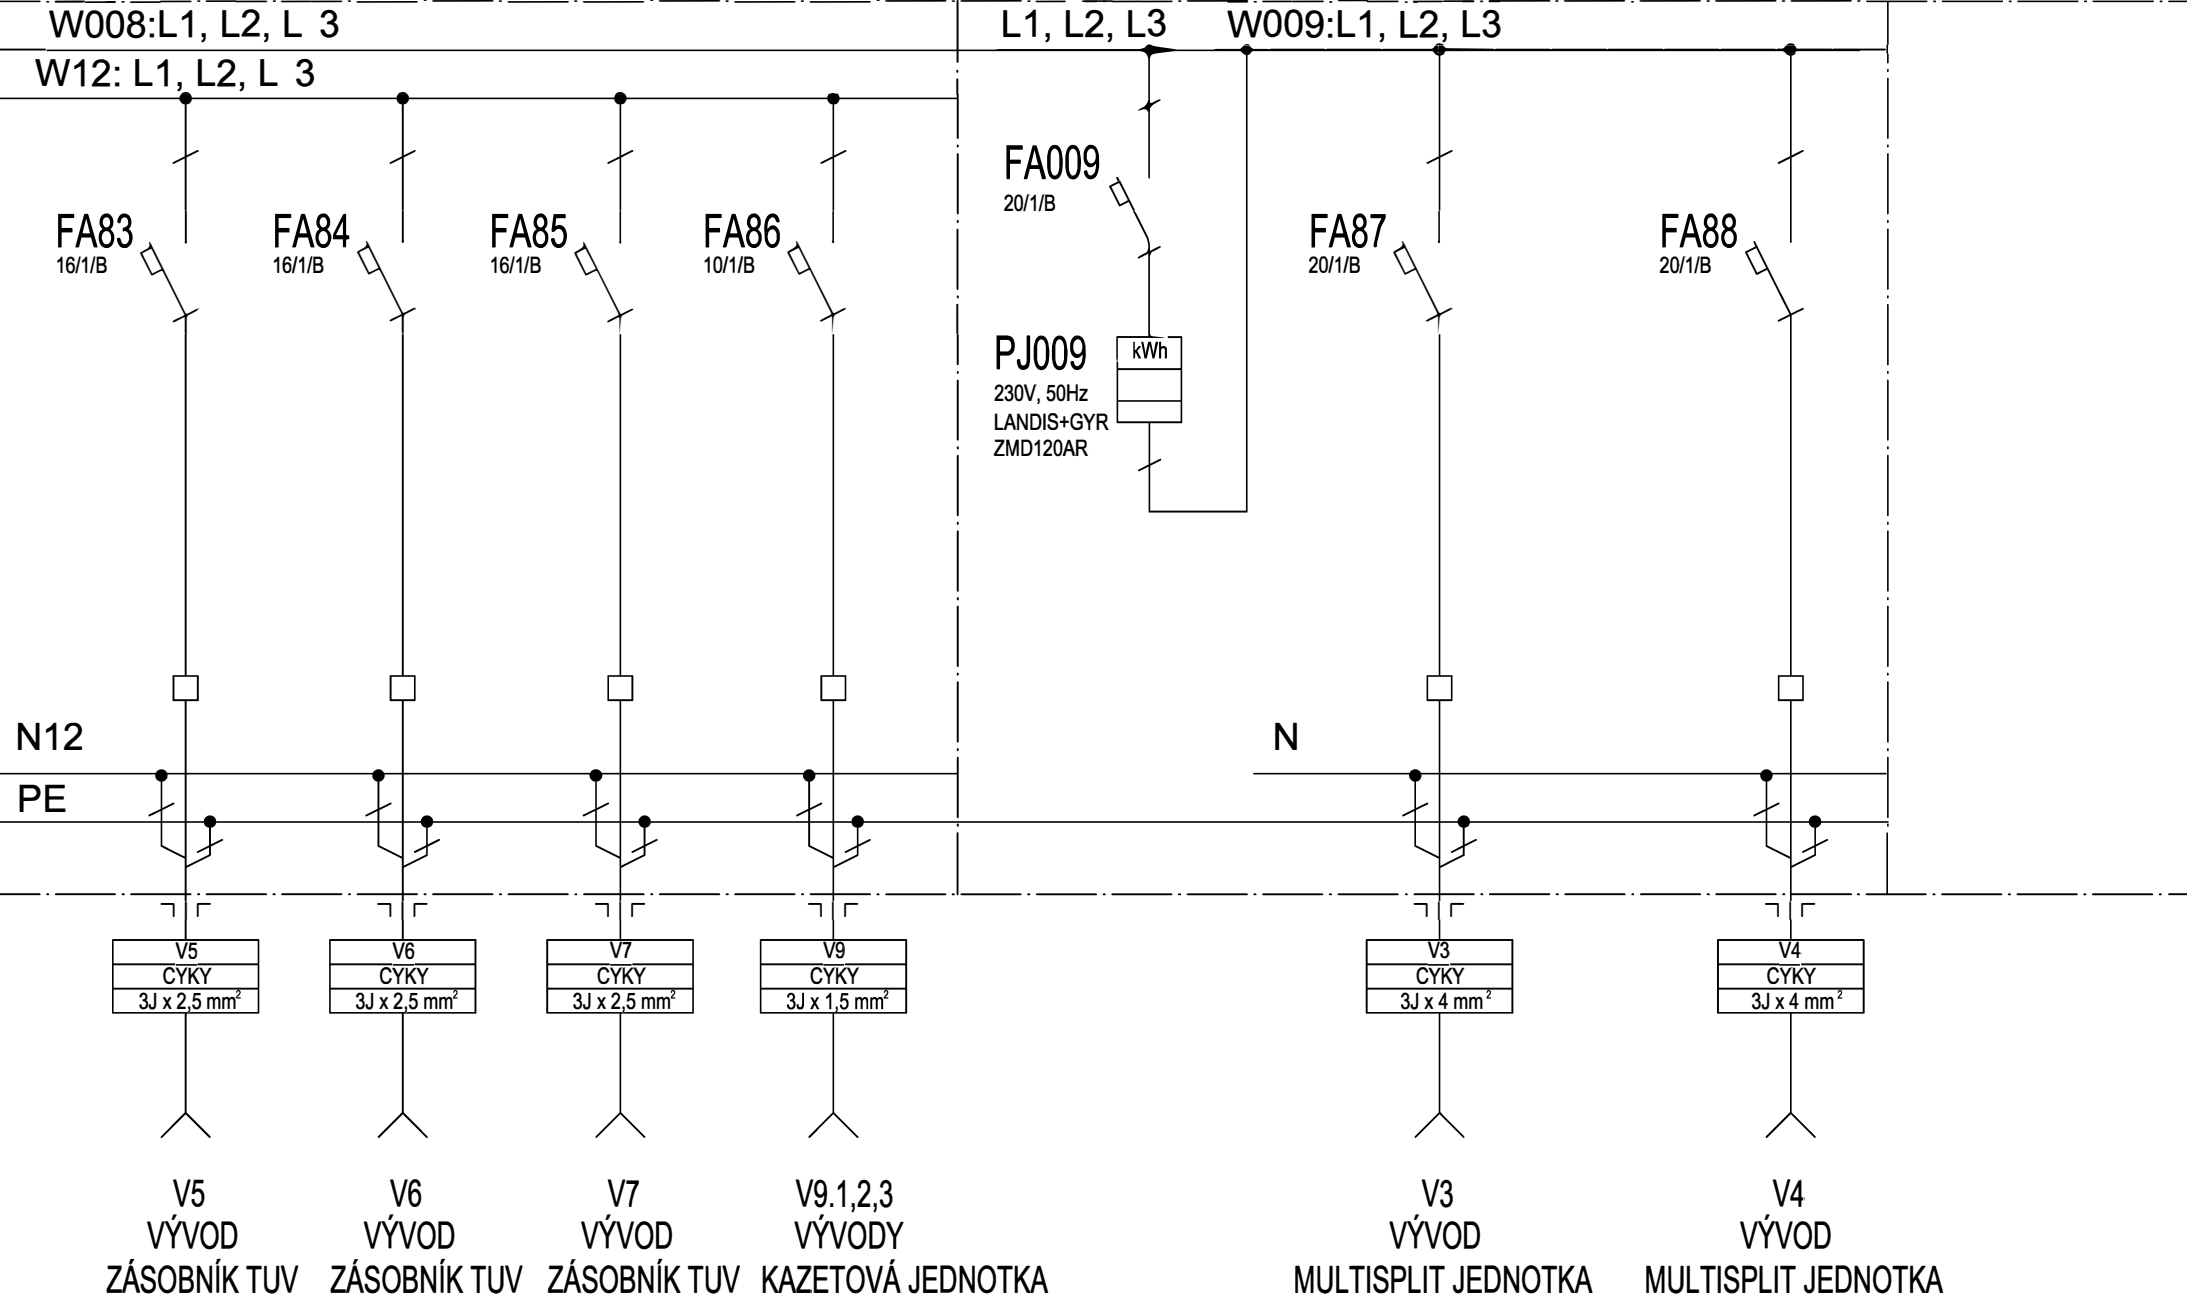 W008:L1, L2, L 3
L1, L2, L3
W009:L1, L2, L3
W12: L1, L2, L 3
FA83
16/1/B
FA84
16/1/B
FA85
16/1/B
FA86
10/1/B
FA009
20/1/B
FA87
20/1/B
FA88
20/1/B
PJ009
230V, 50Hz
LANDIS+GYR
ZMD120AR
kWh
N12
N
PE
V5
CYKY
3J x 2,5 mm²
V6
CYKY
3J x 2,5 mm²
V7
CYKY
3J x 2,5 mm²
V9
CYKY
3J x 1,5 mm²
V3
CYKY
3J x 4 mm²
V4
CYKY
3J x 4 mm²
V5
VÝVOD
ZÁSOBNÍK TUV
V6
VÝVOD
ZÁSOBNÍK TUV
V7
VÝVOD
ZÁSOBNÍK TUV
V9.1,2,3
VÝVODY
KAZETOVÁ JEDNOTKA
V3
VÝVOD
MULTISPLIT JEDNOTKA
V4
VÝVOD
MULTISPLIT JEDNOTKA